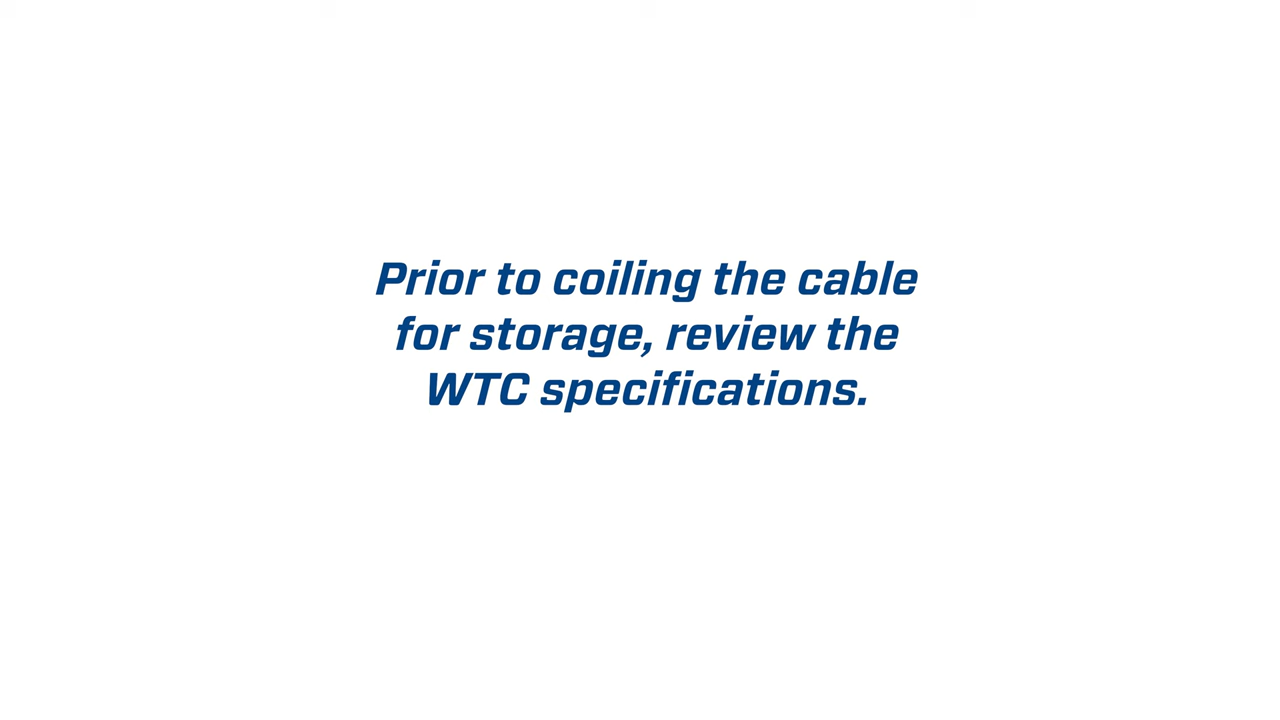 Prior to coiling the cable
for storage, review the
WTC specifications.